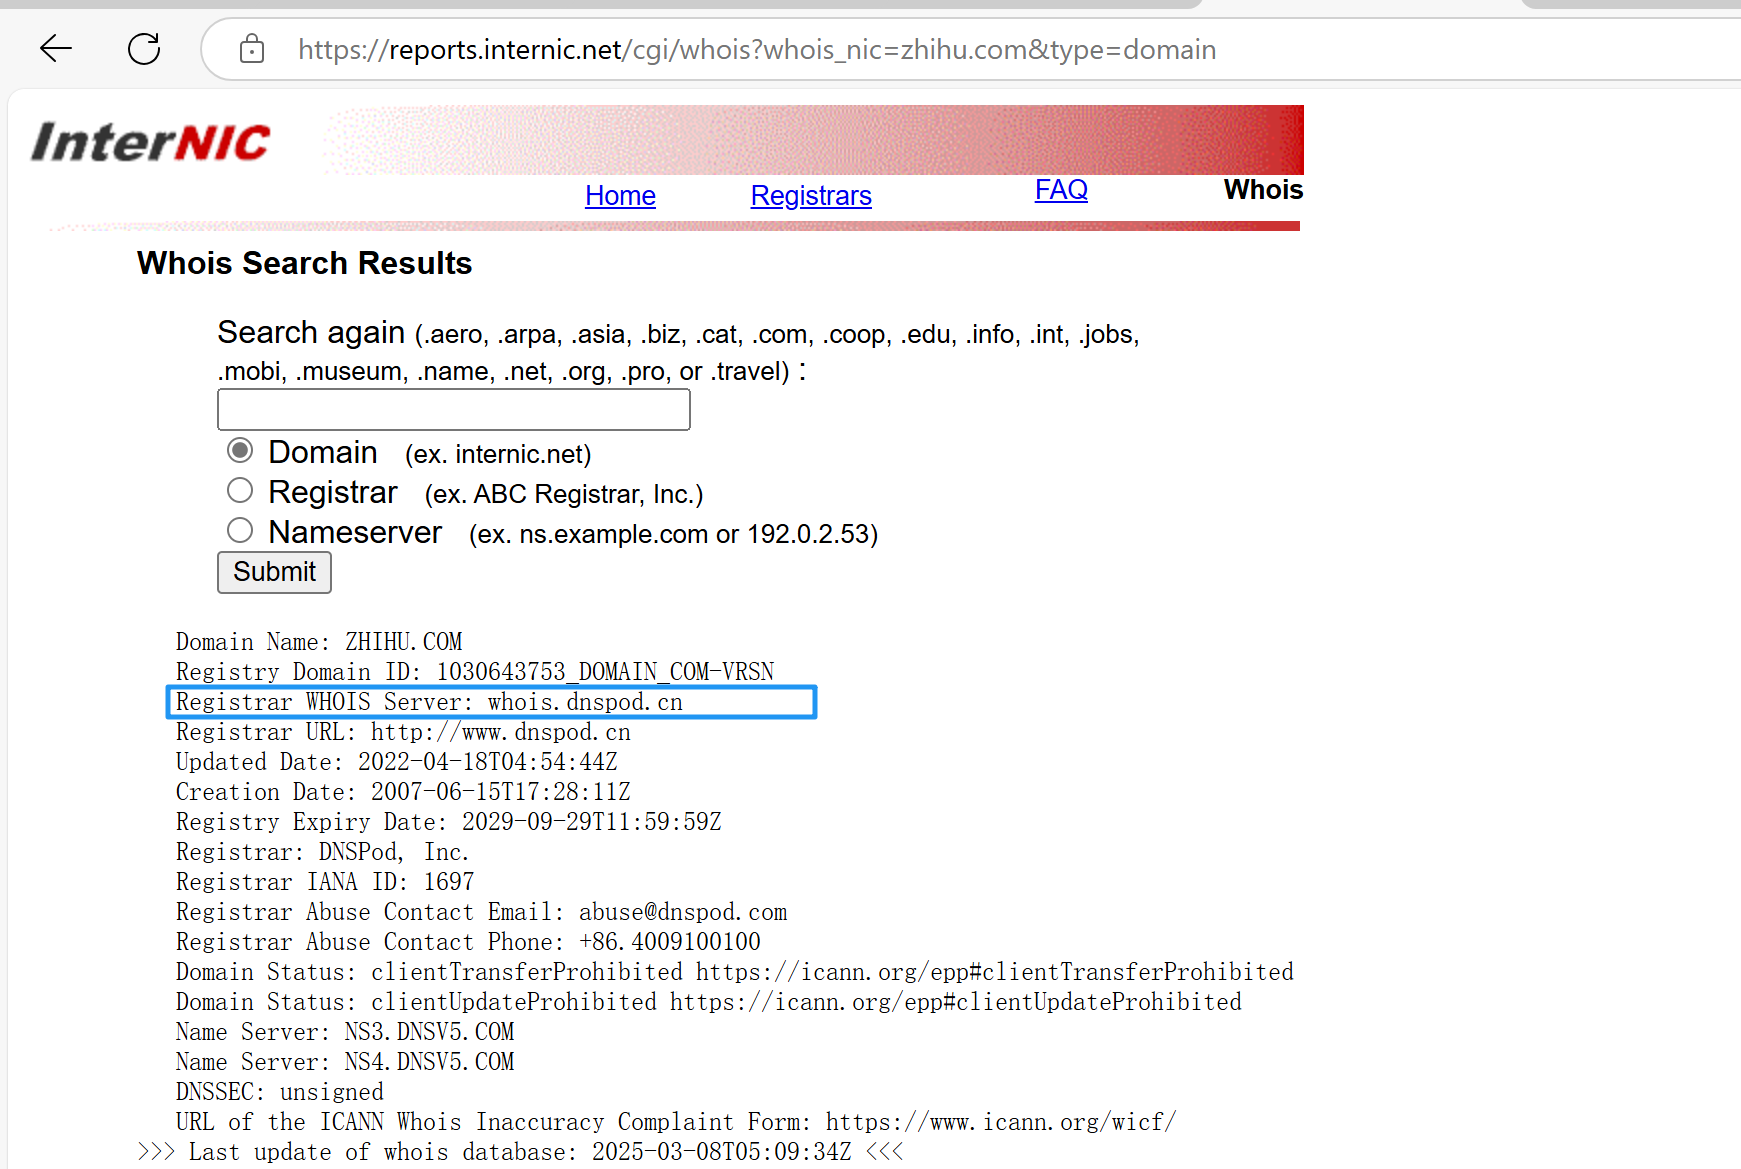 https://reports.internic.net/cgi/whois?whois_nic=zhihu.com&type=domain
InterNIC
Home Registrars FAQ Whois
Whois Search Results
Search again (.aero, .arpa, .asia, .biz, .cat, .com, .coop, .edu, .info, .int, .jobs,
.mobi, .museum, .name, .net, .org, .pro, or .travel) :
Domain (ex. internic.net)
Registrar (ex. ABC Registrar, Inc.)
Nameserver (ex. ns.example.com or 192.0.2.53)
Submit
Domain Name: ZHIHU.COM
Registry Domain ID: 1030643753_DOMAIN_COM-VRSN
Registrar WHOIS Server: whois.dnspod.cn
Registrar URL: http://www.dnspod.cn
Updated Date: 2022-04-18T04:54:44Z
Creation Date: 2007-06-15T17:28:11Z
Registry Expiry Date: 2029-09-29T11:59:59Z
Registrar: DNSPod, Inc.
Registrar IANA ID: 1697
Registrar Abuse Contact Email: abuse@dnspod.com
Registrar Abuse Contact Phone: +86.4009100100
Domain Status: clientTransferProhibited https://icann.org/epp#clientTransferProhibited
Domain Status: clientUpdateProhibited https://icann.org/epp#clientUpdateProhibited
Name Server: NS3.DNSV5.COM
Name Server: NS4.DNSV5.COM
DNSSEC: unsigned
URL of the ICANN Whois Inaccuracy Complaint Form: https://www.icann.org/wicf/
>>> Last update of whois database: 2025-03-08T05:09:34Z <<<